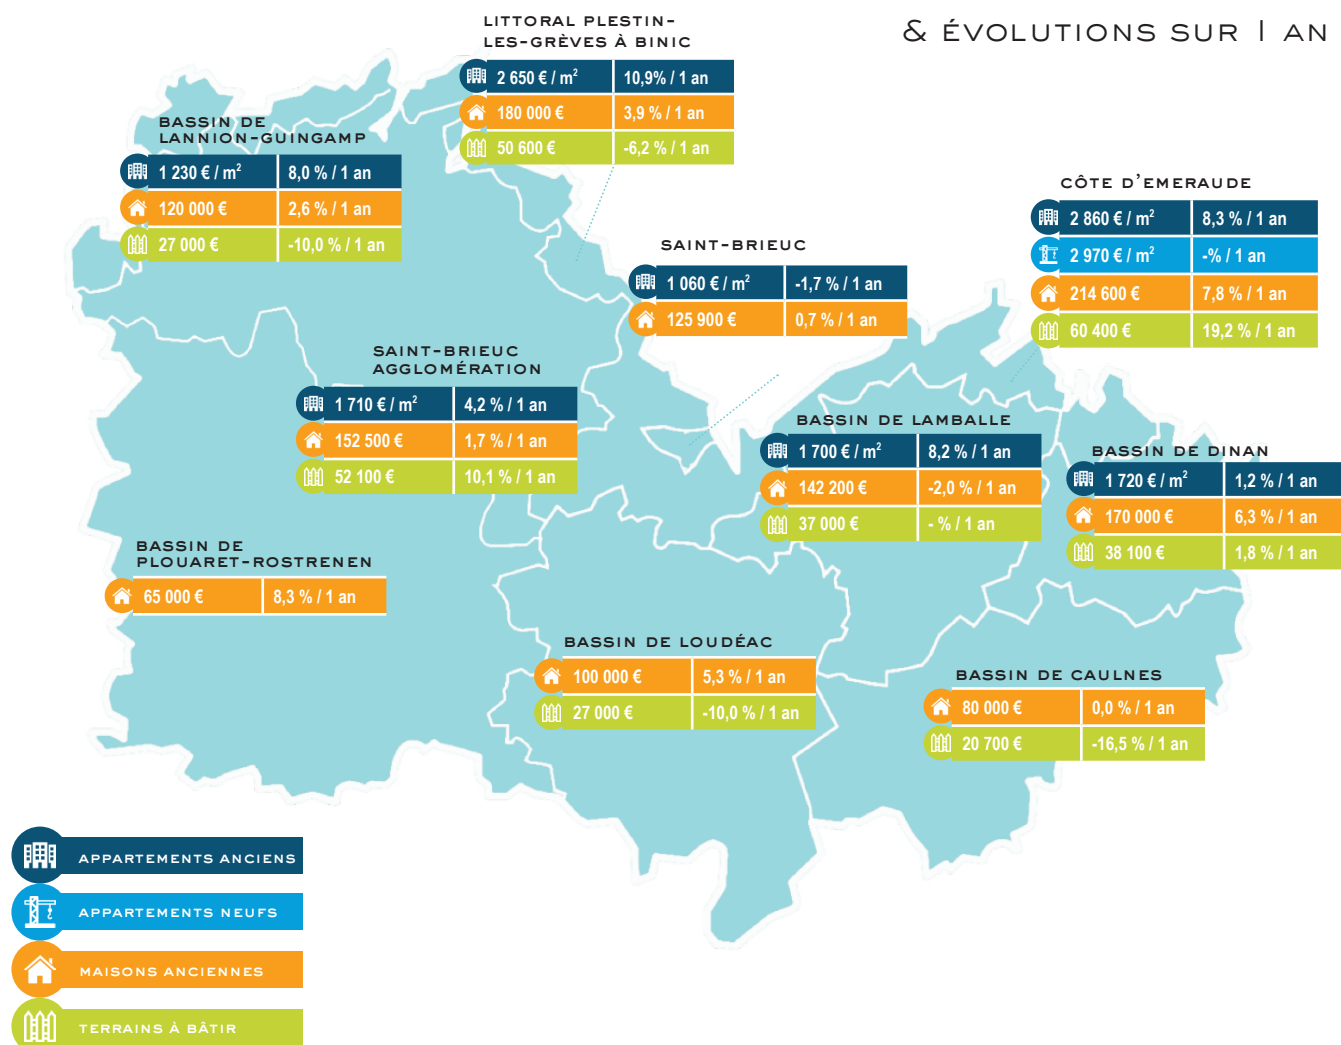 & ÉVOLUTIONS SUR 1 AN
LITTORAL PLESTIN-
LES-GRÈVES À BINIC
2 650 € / m² 10,9% / 1 an
180 000 € 3,9 % / 1 an
50 600 € -6,2 % / 1 an
BASSIN DE
LANNION-GUINGAMP
1 230 € / m² 8,0 % / 1 an
120 000 € 2,6 % / 1 an
27 000 € -10,0 % / 1 an
CÔTE D'EMERAUDE
2 860 € / m² 8,3 % / 1 an
2 970 € / m² -% / 1 an
214 600 € 7,8 % / 1 an
60 400 € 19,2 % / 1 an
SAINT-BRIEUC
1 060 € / m² -1,7 % / 1 an
125 900 € 0,7 % / 1 an
SAINT-BRIEUC
AGGLOMÉRATION
1 710 € / m² 4,2 % / 1 an
152 500 € 1,7 % / 1 an
52 100 € 10,1 % / 1 an
BASSIN DE LAMBALLE
1 700 € / m² 8,2 % / 1 an
142 200 € -2,0 % / 1 an
37 000 € - % / 1 an
BASSIN DE DINAN
1 720 € / m² 1,2 % / 1 an
170 000 € 6,3 % / 1 an
38 100 € 1,8 % / 1 an
BASSIN DE
PLOUARET-ROSTRENEN
65 000 € 8,3 % / 1 an
BASSIN DE LOUDÉAC
100 000 € 5,3 % / 1 an
27 000 € -10,0 % / 1 an
BASSIN DE CAULNES
80 000 € 0,0 % / 1 an
20 700 € -16,5 % / 1 an
APPARTEMENTS ANCIENS
APPARTEMENTS NEUFS
MAISONS ANCIENNES
TERRAINS À BÂTIR